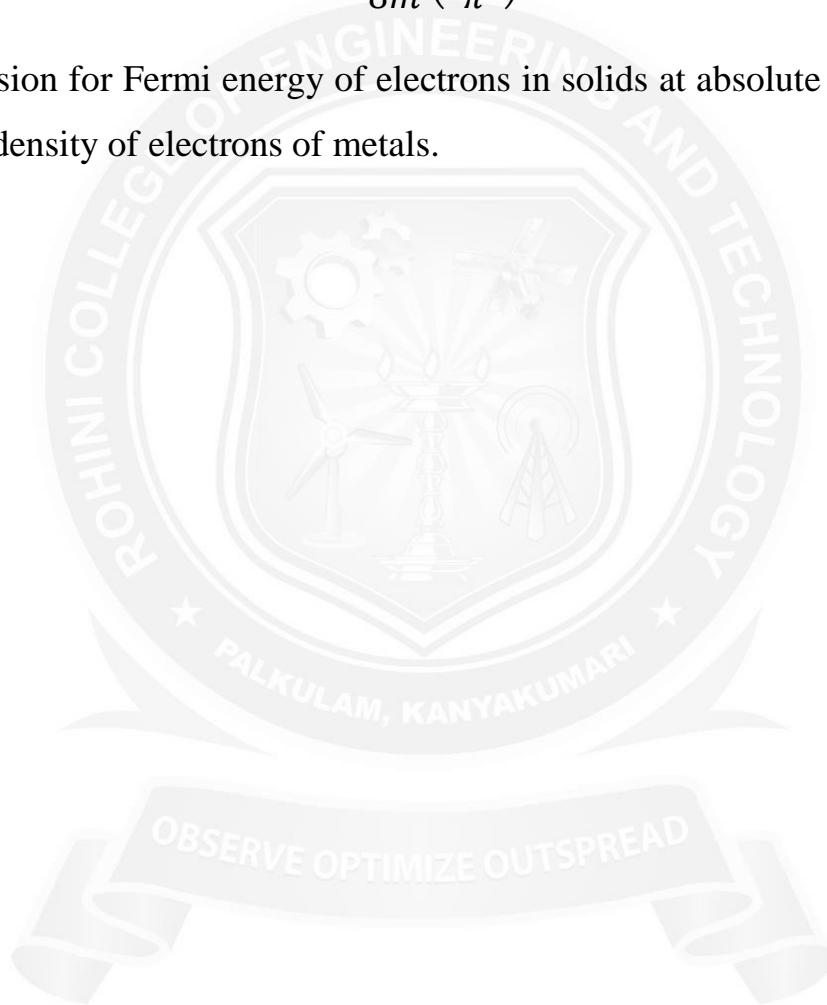 sion for Fermi energy of electrons in solids at absolute
density of electrons of metals.
ROHINI COLLEGE OF ENGINEERING AND TECHNOLOGY
PALKULAM, KANYAKUMARI
OBSERVE OPTIMIZE OUTSPREAD